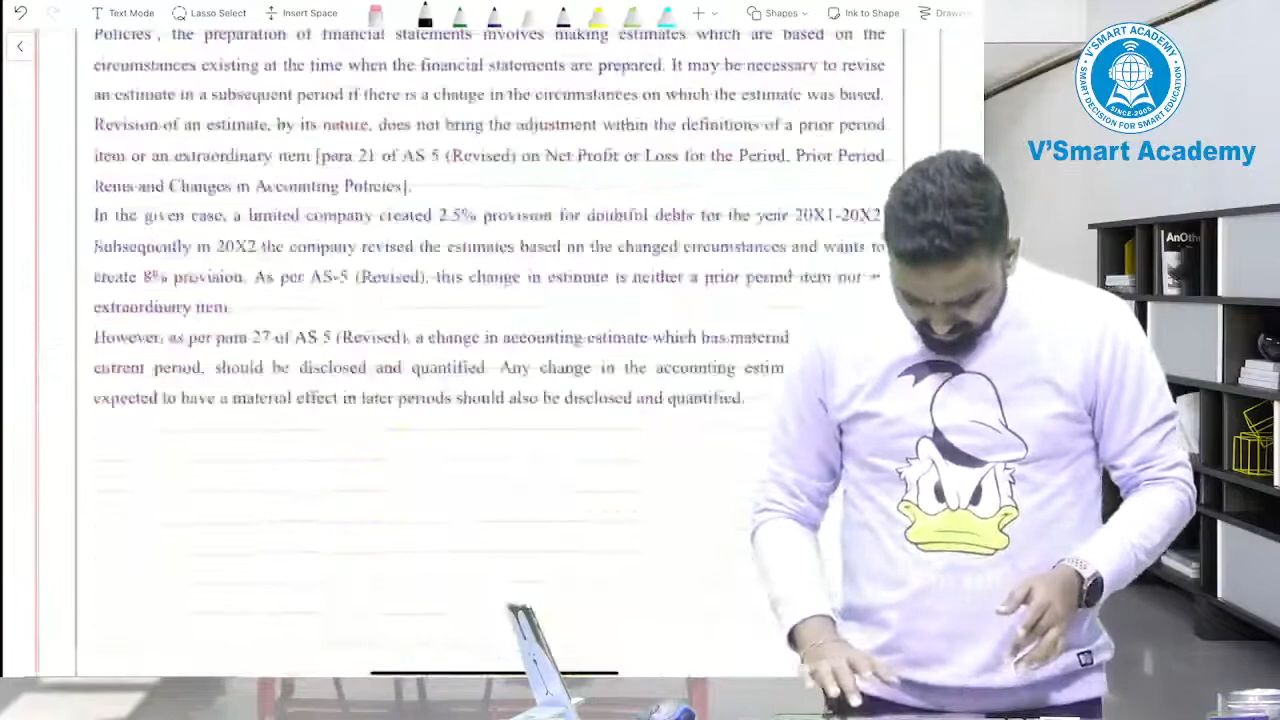 Text Mode
Lasso Select
Insert Space
Shapes
Ink to Shape
Policies', the preparation of financial statements involves making estimates which are based on the
circumstances existing at the time when the financial statements are prepared. It may be necessary to revise
an estimate in a subsequent period if there is a change in the circumstances on which the estimate was based.
Revision of an estimate, by its nature, does not bring the adjustment within the definitions of a prior period
item or an extraordinary item [para 21 of AS 5 (Revised) on Net Profit or Loss for the Period, Prior Period
Items and Changes in Accounting Policies].
In the given case, a limited company created 2.5% provision for doubtful debts for the year 20X1-20X2
Subsequently in 20X2 the company revised the estimates based on the changed circumstances and wants to
create 8% provision. As per AS-5 (Revised), this change in estimate is neither a prior period item nor
extraordinary item.
However, as per para 27 of AS 5 (Revised), a change in accounting estimate which has material
current period, should be disclosed and quantified. Any change in the accounting estim
expected to have a material effect in later periods should also be disclosed and quantified.
V'SMART ACADEMY
SINCE-2005
SMART DECISION FOR SMART EDUCATION
V'Smart Academy
AnOth